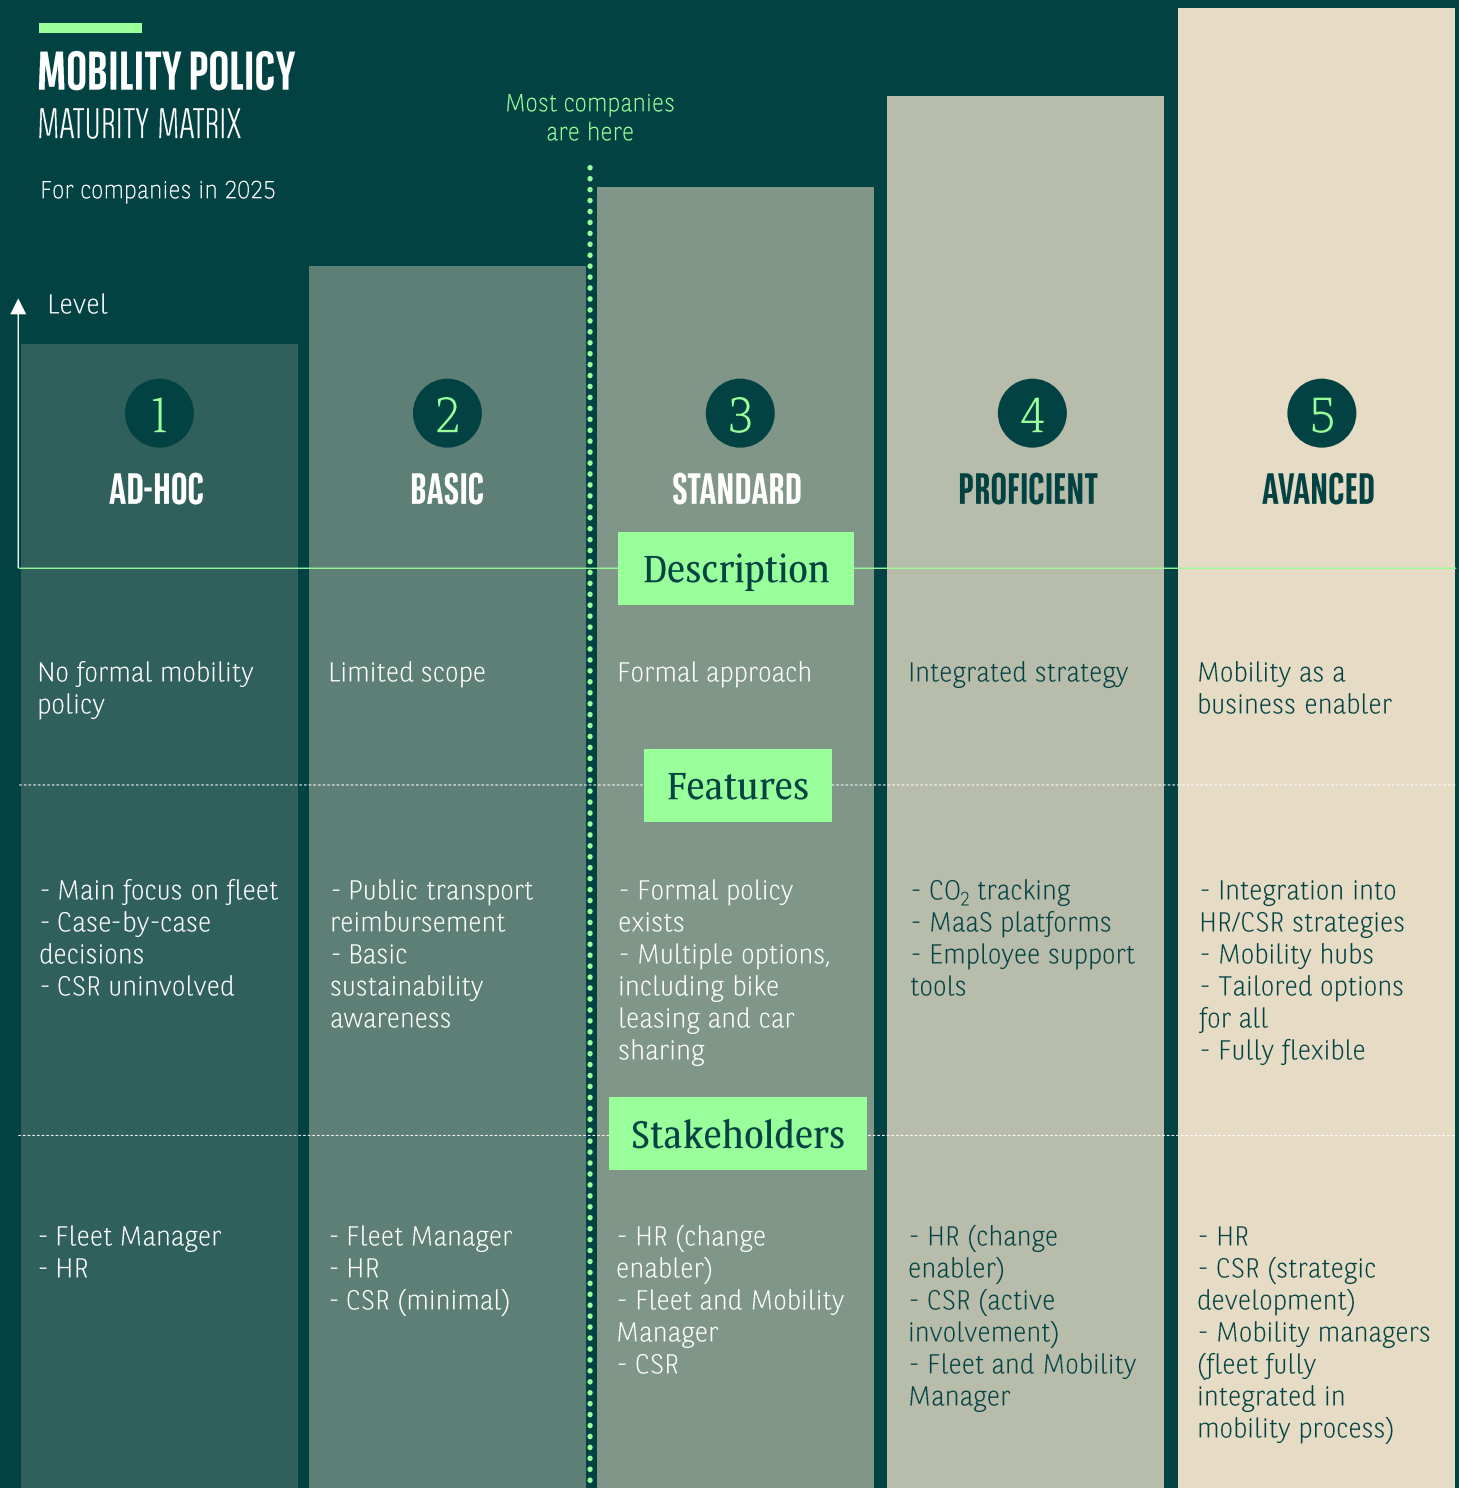 MOBILITY POLICY
MATURITY MATRIX
For companies in 2025
Most companies
are here
Level
1
AD-HOC
2
BASIC
3
STANDARD
4
PROFICIENT
5
AVANCED
Description
No formal mobility
policy
Limited scope
Formal approach
Integrated strategy
Mobility as a
business enabler
Features
- Main focus on fleet
- Case-by-case
decisions
- CSR uninvolved
- Public transport
reimbursement
- Basic
sustainability
awareness
- Formal policy
exists
- Multiple options,
including bike
leasing and car
sharing
- CO₂ tracking
- MaaS platforms
- Employee support
tools
- Integration into
HR/CSR strategies
- Mobility hubs
- Tailored options
for all
- Fully flexible
Stakeholders
- Fleet Manager
- HR
- Fleet Manager
- HR
- CSR (minimal)
- HR (change
enabler)
- Fleet and Mobility
Manager
- CSR
- HR (change
enabler)
- CSR (active
involvement)
- Fleet and Mobility
Manager
- HR
- CSR (strategic
development)
- Mobility managers
(fleet fully
integrated in
mobility process)